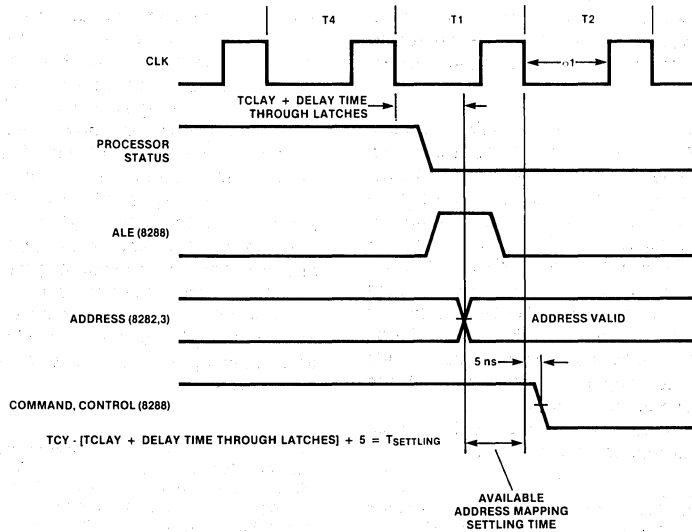 T4 T1 T2
CLK
⌀1
TCLAY + DELAY TIME
THROUGH LATCHES
PROCESSOR
STATUS
ALE (8288)
ADDRESS (8282,3)
ADDRESS VALID
5 ns
COMMAND, CONTROL (8288)
TCY - [TCLAY + DELAY TIME THROUGH LATCHES] + 5 = TSETTLING
AVAILABLE
ADDRESS MAPPING
SETTLING TIME